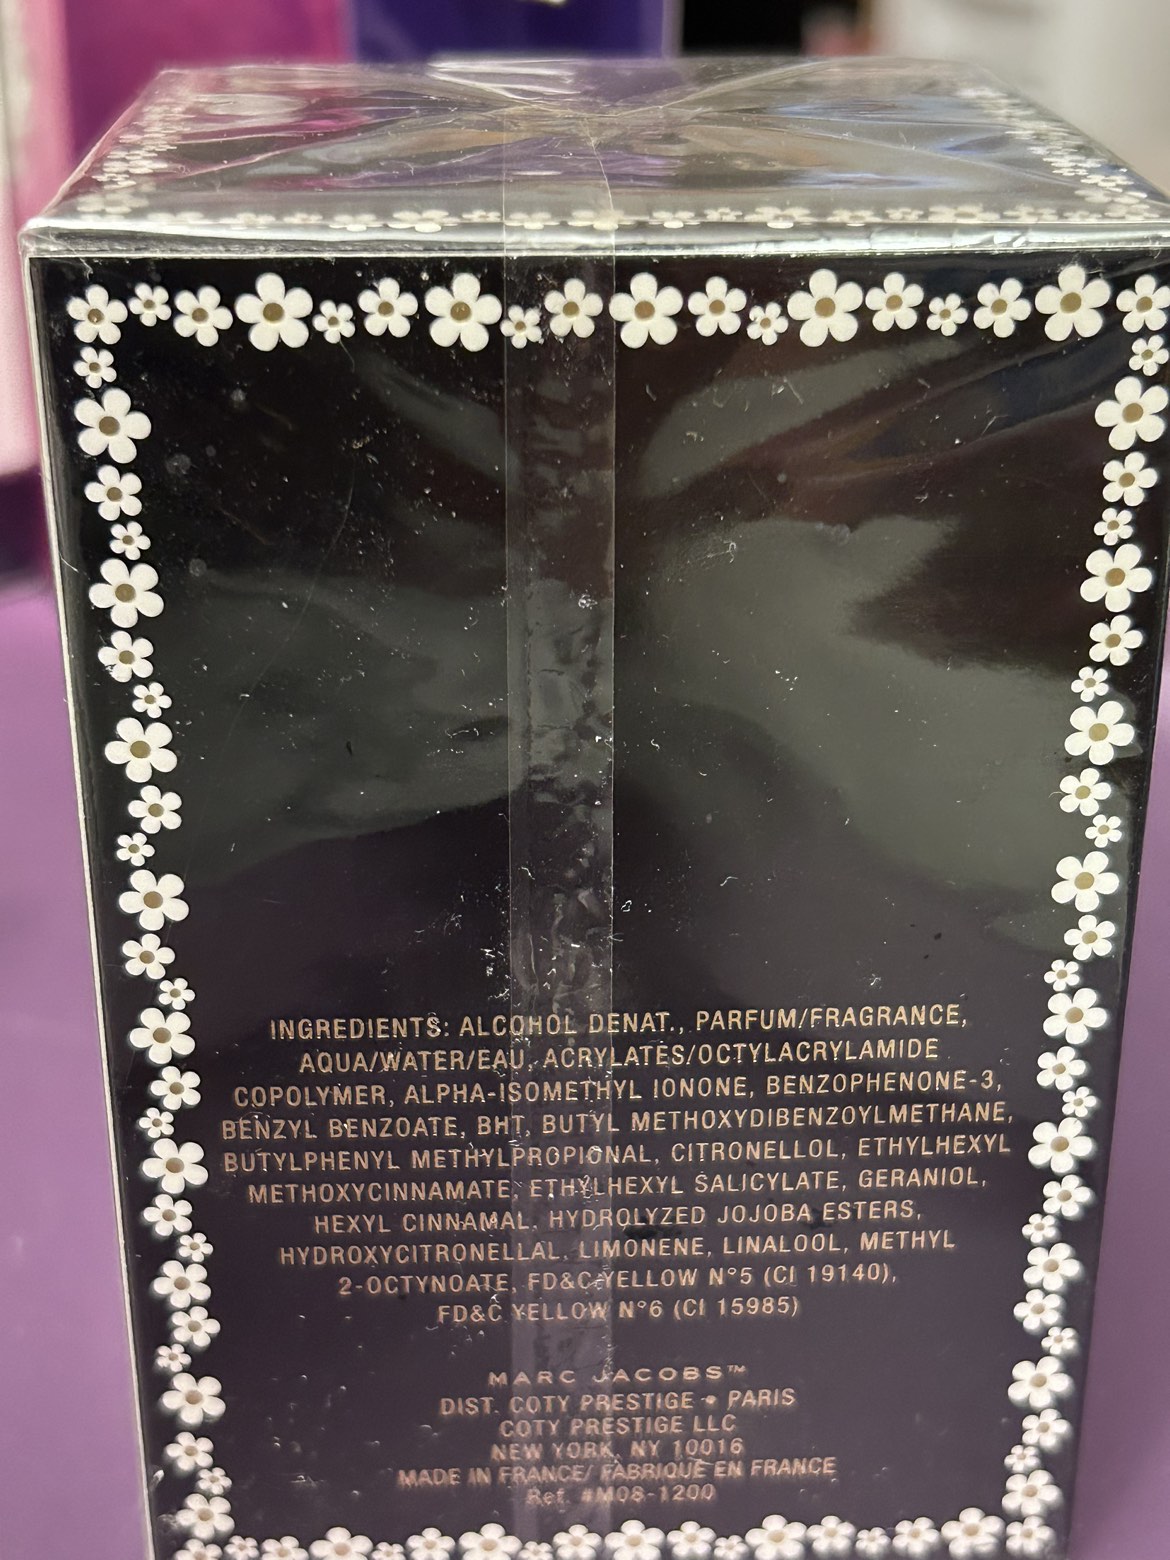 INGREDIENTS: ALCOHOL DENAT., PARFUM/FRAGRANCE,
AQUA/WATER/EAU, ACRYLATES/OCTYLACRYLAMIDE
COPOLYMER, ALPHA-ISOMETHYL IONONE, BENZOPHENONE-3,
BENZYL BENZOATE, BHT, BUTYL METHOXYDIBENZOYLMETHANE,
BUTYLPHENYL METHYLPROPIONAL, CITRONELLOL, ETHYLHEXYL
METHOXYCINNAMATE, ETHYLHEXYL SALICYLATE, GERANIOL,
HEXYL CINNAMAL, HYDROLYZED JOJOBA ESTERS,
HYDROXYCITRONELLAL, LIMONENE, LINALOOL, METHYL
2-OCTYNOATE, FD&C YELLOW N°5 (CI 19140),
FD&C YELLOW N°6 (CI 15985)
MARC JACOBS™
DIST. COTY PRESTIGE • PARIS
COTY PRESTIGE LLC
NEW YORK, NY 10016
MADE IN FRANCE/ FABRIQUÉ EN FRANCE
Ref. #M08-1200